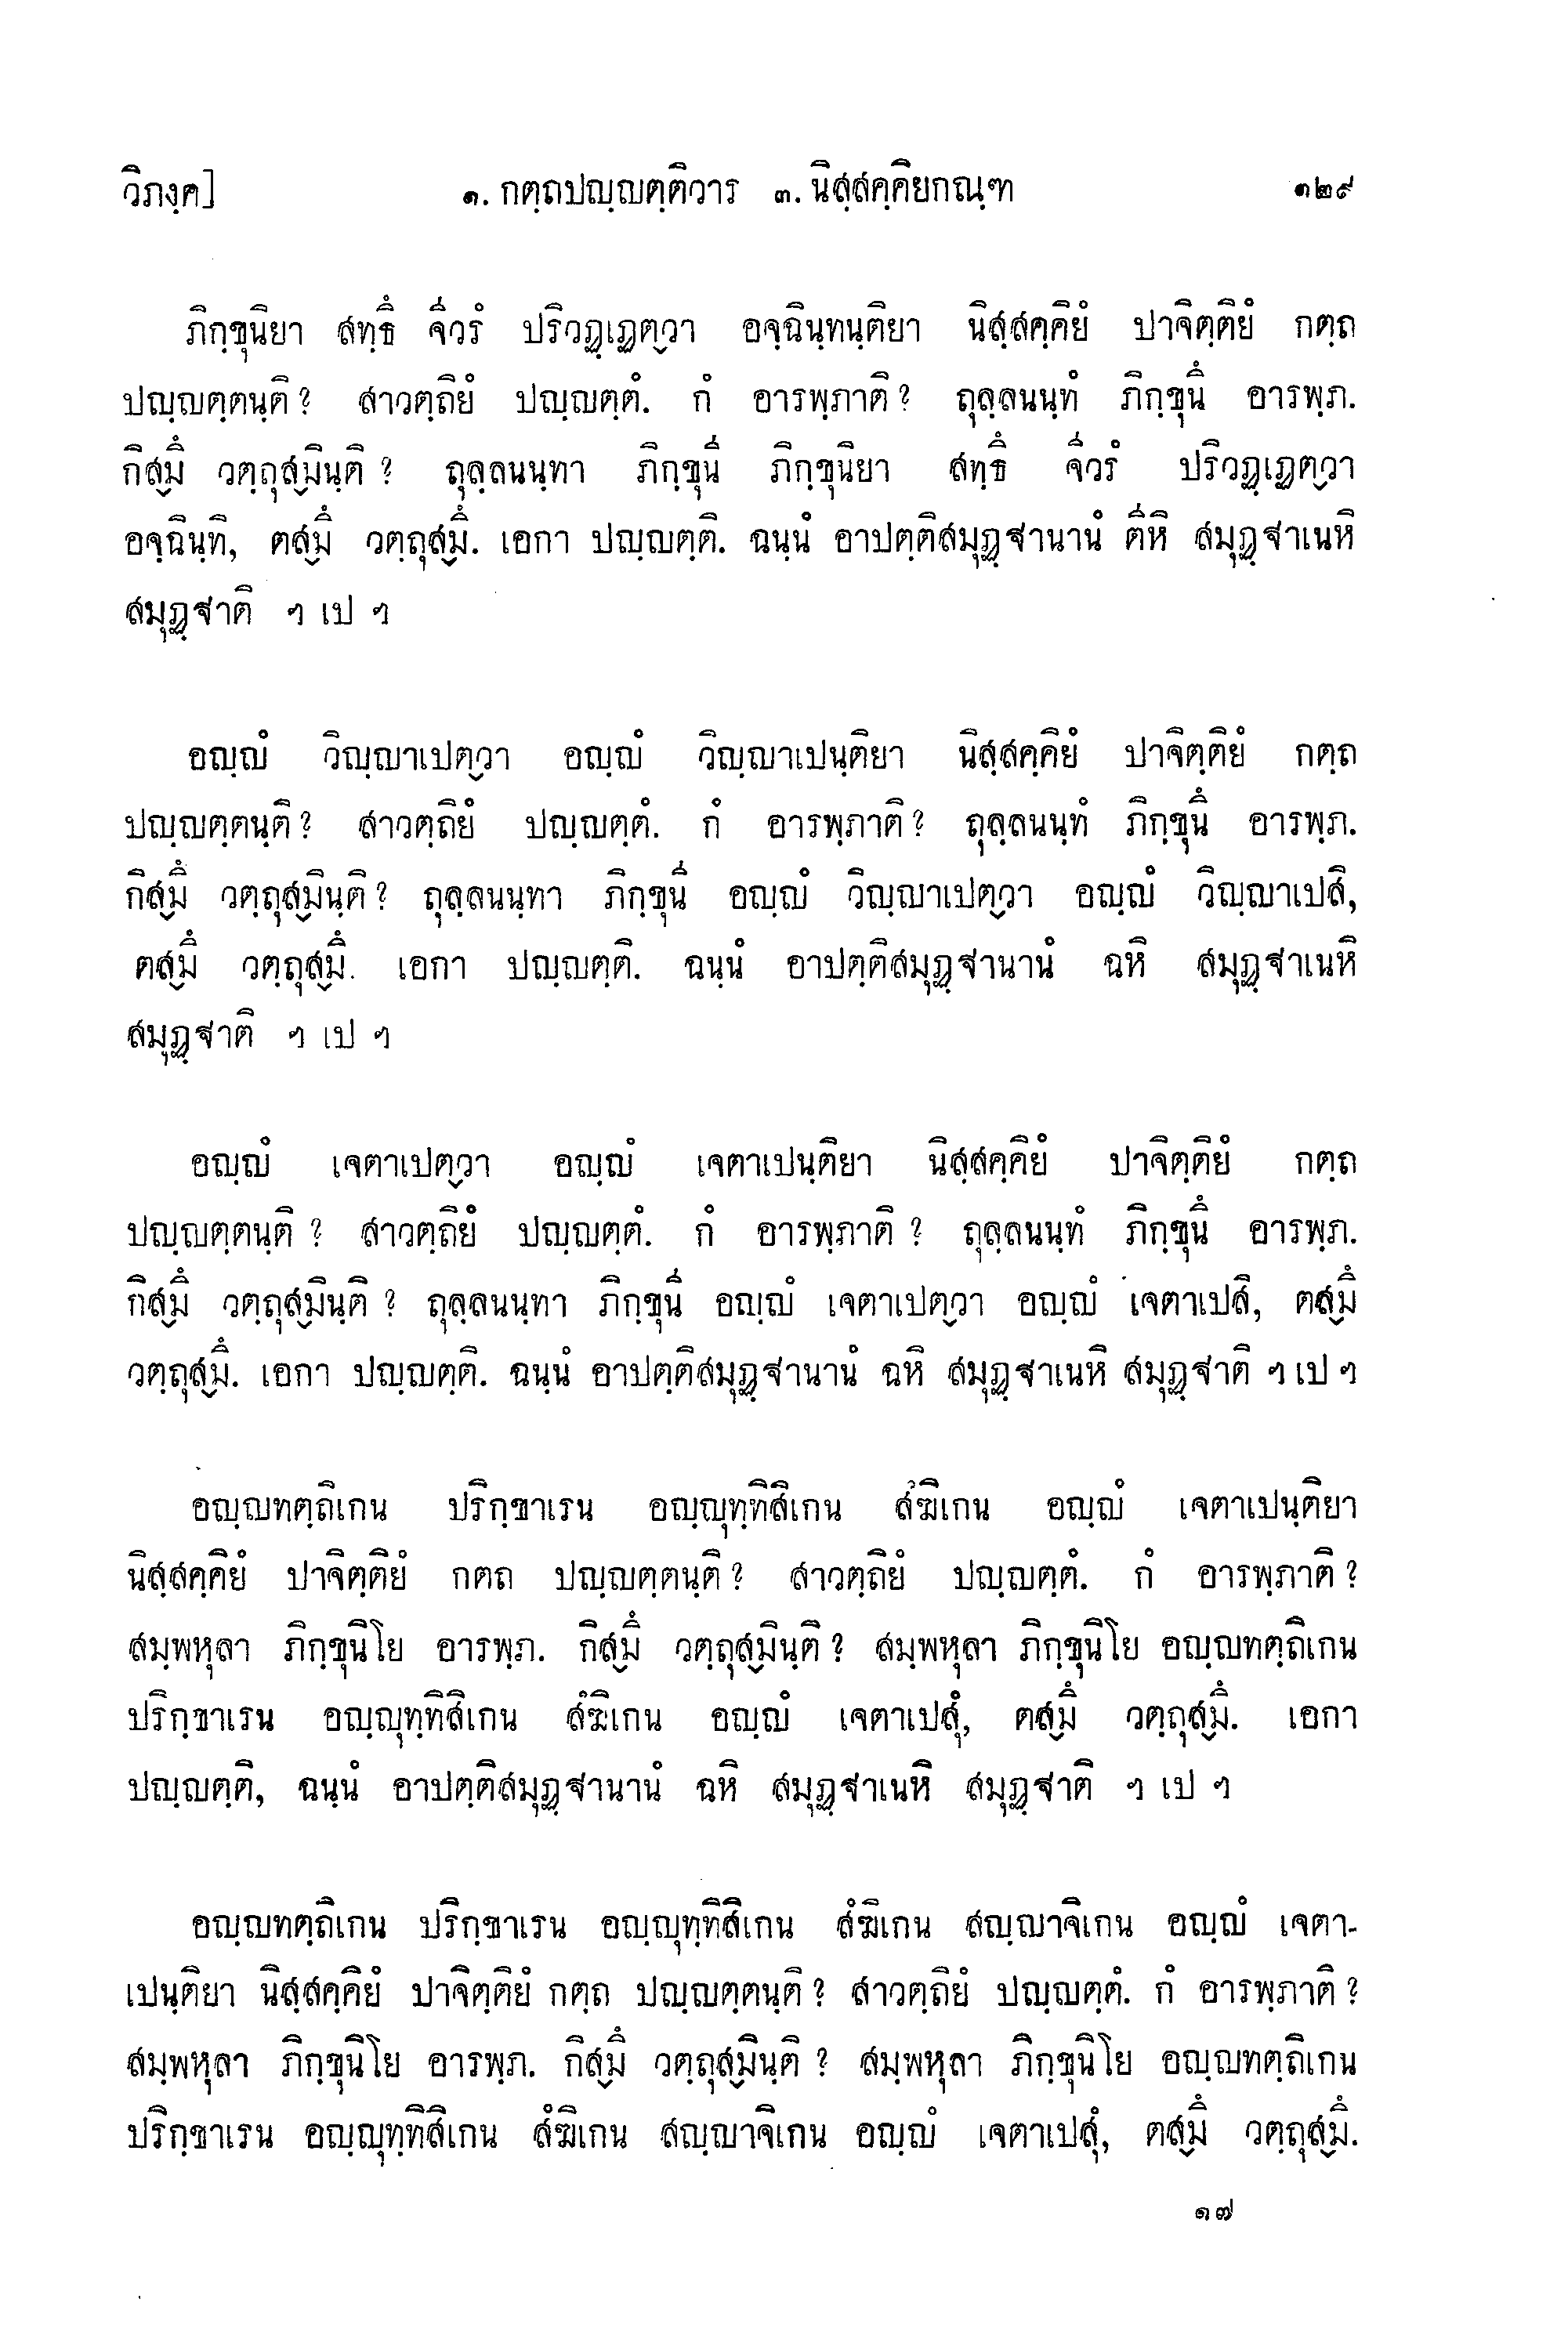 วิภงฺค] ๑. กตฺถปญฺญตฺติวาร ๓. นิสฺสคฺคิยกณฺฑ ๑๒๙
ภิกฺขุนิยา สทฺธึ จีวรํ ปริวฏฺเฏตฺวา อจฺฉินฺทนฺติยา นิสฺสคฺคิยํ ปาจิตฺติยํ กตฺถ
ปญฺญตฺตนฺติ? สาวตฺถิยํ ปญฺญตฺตํ. กํ อารพฺภาติ? ถุลฺลนนฺทํ ภิกฺขุนึ อารพฺภ.
กิสฺมึ วตฺถุสฺมินฺติ? ถุลฺลนนฺทา ภิกฺขุนี ภิกฺขุนิยา สทฺธึ จีวรํ ปริวฏฺเฏตฺวา
อจฺฉินฺทิ, ตสฺมึ วตฺถุสฺมึ. เอกา ปญฺญตฺติ. ฉนฺนํ อาปตฺติสมุฏฺฐานานํ ตีหิ สมุฏฺฐาเนหิ
สมุฏฺฐาติ ฯ เป ฯ
อญฺญํ วิญฺญาเปตฺวา อญฺญํ วิญฺญาเปนฺติยา นิสฺสคฺคิยํ ปาจิตฺติยํ กตฺถ
ปญฺญตฺตนฺติ? สาวตฺถิยํ ปญฺญตฺตํ. กํ อารพฺภาติ? ถุลฺลนนฺทํ ภิกฺขุนึ อารพฺภ.
กิสฺมึ วตฺถุสฺมินฺติ? ถุลฺลนนฺทา ภิกฺขุนี อญฺญํ วิญฺญาเปตฺวา อญฺญํ วิญฺญาเปสิ,
ตสฺมึ วตฺถุสฺมึ. เอกา ปญฺญตฺติ. ฉนฺนํ อาปตฺติสมุฏฺฐานานํ ฉหิ สมุฏฺฐาเนหิ
สมุฏฺฐาติ ฯ เป ฯ
อญฺญํ เจตาเปตฺวา อญฺญํ เจตาเปนฺติยา นิสฺสคฺคิยํ ปาจิตฺติยํ กตฺถ
ปญฺญตฺตนฺติ? สาวตฺถิยํ ปญฺญตฺตํ. กํ อารพฺภาติ? ถุลฺลนนฺทํ ภิกฺขุนึ อารพฺภ.
กิสฺมึ วตฺถุสฺมินฺติ? ถุลฺลนนฺทา ภิกฺขุนี อญฺญํ เจตาเปตฺวา อญฺญํ เจตาเปสิ, ตสฺมึ
วตฺถุสฺมึ. เอกา ปญฺญตฺติ. ฉนฺนํ อาปตฺติสมุฏฺฐานานํ ฉหิ สมุฏฺฐาเนหิ สมุฏฺฐาติ ฯ เป ฯ
อญฺญทตฺถิเกน ปริกฺขาเรน อญฺญุทฺทิสิเกน สํฆิเกน อญฺญํ เจตาเปนฺติยา
นิสฺสคฺคิยํ ปาจิตฺติยํ กตถ ปญฺญตฺตนฺติ? สาวตฺถิยํ ปญฺญตฺตํ. กํ อารพฺภาติ?
สมฺพหุลา ภิกฺขุนิโย อารพฺภ. กิสฺมึ วตฺถุสฺมินฺติ? สมฺพหุลา ภิกฺขุนิโย อญฺญทตฺถิเกน
ปริกฺขาเรน อญฺญุทฺทิสิเกน สํฆิเกน อญฺญํ เจตาเปสุํ, ตสฺมึ วตฺถุสฺมึ. เอกา
ปญฺญตฺติ, ฉนฺนํ อาปตฺติสมุฏฺฐานานํ ฉหิ สมุฏฺฐาเนหิ สมุฏฺฐาติ ฯ เป ฯ
อญฺญทตฺถิเกน ปริกฺขาเรน อญฺญุทฺทิสิเกน สํฆิเกน สญฺญาจิเกน อญฺญํ เจตา-
เปนฺติยา นิสฺสคฺคิยํ ปาจิตฺติยํ กตฺถ ปญฺญตฺตนฺติ? สาวตฺถิยํ ปญฺญตฺตํ. กํ อารพฺภาติ?
สมฺพหุลา ภิกฺขุนิโย อารพฺภ. กิสฺมึ วตฺถุสฺมินฺติ? สมฺพหุลา ภิกฺขุนิโย อญฺญทตฺถิเกน
ปริกฺขาเรน อญฺญุทฺทิสิเกน สํฆิเกน สญฺญาจิเกน อญฺญํ เจตาเปสุํ, ตสฺมึ วตฺถุสฺมึ.
๑๗